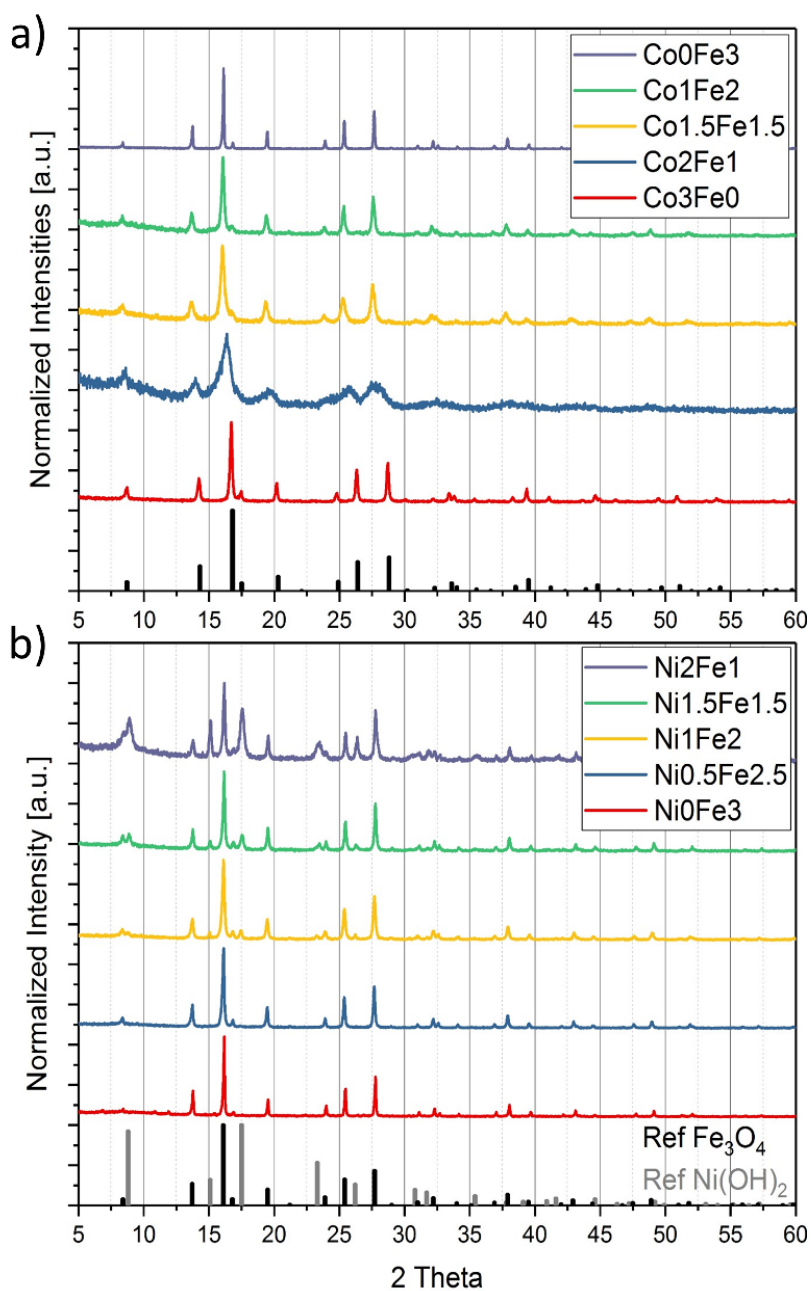 a)
Normalized Intensities [a.u.]
Co0Fe3
Co1Fe2
Co1.5Fe1.5
Co2Fe1
Co3Fe0
5 10 15 20 25 30 35 40 45 50 55 60
b)
Normalized Intensity [a.u.]
Ni2Fe1
Ni1.5Fe1.5
Ni1Fe2
Ni0.5Fe2.5
Ni0Fe3
Ref Fe₃O₄
Ref Ni(OH)₂
5 10 15 20 25 30 35 40 45 50 55 60
2 Theta